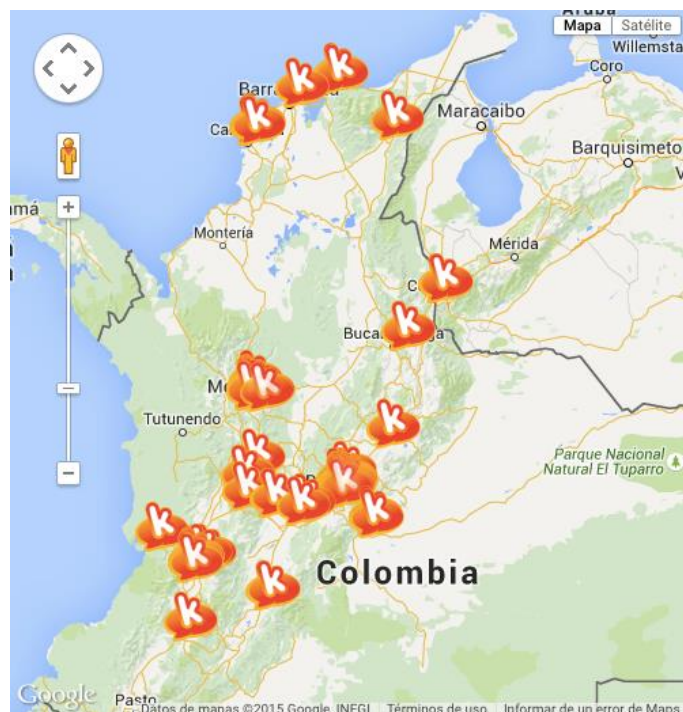 Mapa
Satélite
Willemsta
Coro
Maracaibo
Barquisimeto
k
k
k
k
amá
Montería
Mérida
k
k
k
Tutunendo
k
Parque Nacional
Natural El Tuparro
k
k
k
k
k
k
k
k
k
Colombia
k
k
Google
Pasto
Datos de mapas ©2015 Google, INEGI
Términos de uso
Informar de un error de Maps